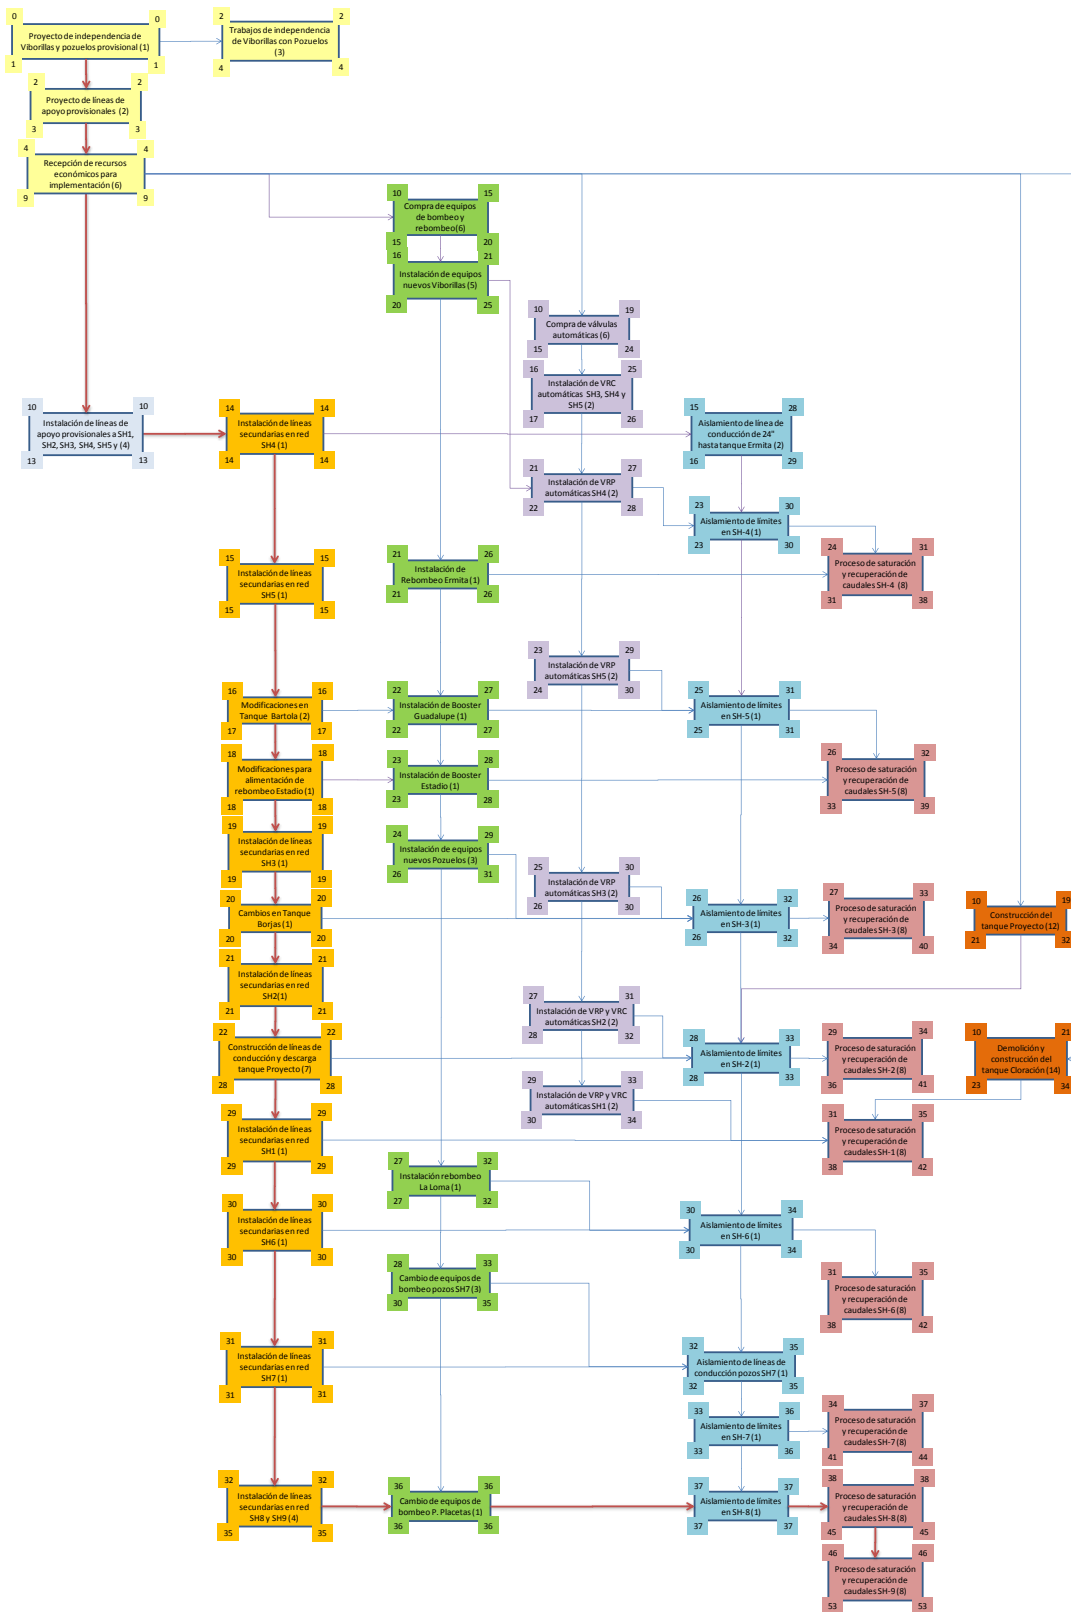 0 0
Proyecto de independencia de
Viborillas y pozuelos provisional (1)
1 1
2 2
Trabajos de independencia
de Viborillas con Pozuelos
(3)
4 4
2 2
Proyecto de líneas de
apoyo provisionales (2)
3 3
4 4
Recepción de recursos
económicos para
implementación (6)
9 9
10 15
Compra de equipos
de bombeo y
rebombeo(6)
15 20
16 21
Instalación de equipos
nuevos Viborillas (5)
20 25
10 19
Compra de válvulas
automáticas (6)
15 24
16 25
Instalación de VRC
automáticas SH3, SH4 y
SH5 (2)
17 26
10 10
Instalación de líneas de
apoyo provisionales a SH1,
SH2, SH3, SH4, SH5 y (4)
13 13
14 14
Instalación de líneas
secundarias en red
SH4 (1)
14 14
15 28
Aislamiento de línea de
conducción de 24"
hasta tanque Ermita (2)
16 29
21 27
Instalación de VRP
automáticas SH4 (2)
22 28
23 30
Aislamiento de límites
en SH-4 (1)
23 30
24 31
Proceso de saturación
y recuperación de
caudales SH-4 (8)
31 38
15 15
Instalación de líneas
secundarias en red
SH5 (1)
15 15
21 26
Instalación de
Rebombeo Ermita (1)
21 26
23 29
Instalación de VRP
automáticas SH5 (2)
24 30
16 16
Modificaciones en
Tanque Bartola (2)
17 17
22 27
Instalación de Booster
Guadalupe (1)
22 27
25 31
Aislamiento de límites
en SH-5 (1)
25 31
18 18
Modificaciones para
alimentación de
rebombeo Estadio (1)
18 18
23 28
Instalación de Booster
Estadio (1)
23 28
26 32
Proceso de saturación
y recuperación de
caudales SH-5 (8)
33 39
19 19
Instalación de líneas
secundarias en red
SH3 (1)
19 19
24 29
Instalación de equipos
nuevos Pozuelos (3)
26 31
25 30
Instalación de VRP
automáticas SH3 (2)
26 30
20 20
Cambios en Tanque
Borjas (1)
20 20
26 32
Aislamiento de límites
en SH-3 (1)
26 32
27 33
Proceso de saturación
y recuperación de
caudales SH-3 (8)
34 40
10 19
Construcción del
tanque Proyecto (12)
21 32
21 21
Instalación de líneas
secundarias en red
SH2(1)
21 21
27 31
Instalación de VRP y VRC
automáticas SH2 (2)
28 32
22 22
Construcción de líneas de
conducción y descarga
tanque Proyecto (7)
28 28
28 33
Aislamiento de límites
en SH-2 (1)
28 33
29 34
Proceso de saturación
y recuperación de
caudales SH-2 (8)
36 41
10 21
Demolición y
construcción del
tanque Cloración (14)
23 34
29 33
Instalación de VRP y VRC
automáticas SH1 (2)
30 34
29 29
Instalación de líneas
secundarias en red
SH1 (1)
29 29
31 35
Proceso de saturación
y recuperación de
caudales SH-1 (8)
38 42
27 32
Instalación rebombeo
La Loma (1)
27 32
30 30
Instalación de líneas
secundarias en red
SH6 (1)
30 30
30 34
Aislamiento de límites
en SH-6 (1)
30 34
28 33
Cambio de equipos de
bombeo pozos SH7 (3)
30 35
31 35
Proceso de saturación
y recuperación de
caudales SH-6 (8)
38 42
31 31
Instalación de líneas
secundarias en red
SH7 (1)
31 31
32 35
Aislamiento de líneas de
conducción pozos SH7 (1)
32 35
33 36
Aislamiento de límites
en SH-7 (1)
33 36
34 37
Proceso de saturación
y recuperación de
caudales SH-7 (8)
41 44
32 32
Instalación de líneas
secundarias en red
SH8 y SH9 (4)
35 35
36 36
Cambio de equipos de
bombeo P. Placetas (1)
36 36
37 37
Aislamiento de límites
en SH-8 (1)
37 37
38 38
Proceso de saturación
y recuperación de
caudales SH-8 (8)
45 45
46 46
Proceso de saturación
y recuperación de
caudales SH-9 (8)
53 53